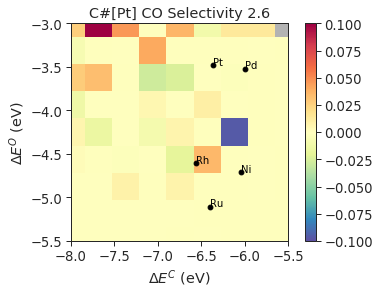 C#[Pt] CO Selectivity 2.6
−3.0
−3.5
−4.0
−4.5
−5.0
−5.5
ΔE^O (eV)
−8.0 −7.5 −7.0 −6.5 −6.0 −5.5
ΔE^C (eV)
Pt
Pd
Rh
Ni
Ru
0.100
0.075
0.050
0.025
0.000
−0.025
−0.050
−0.075
−0.100